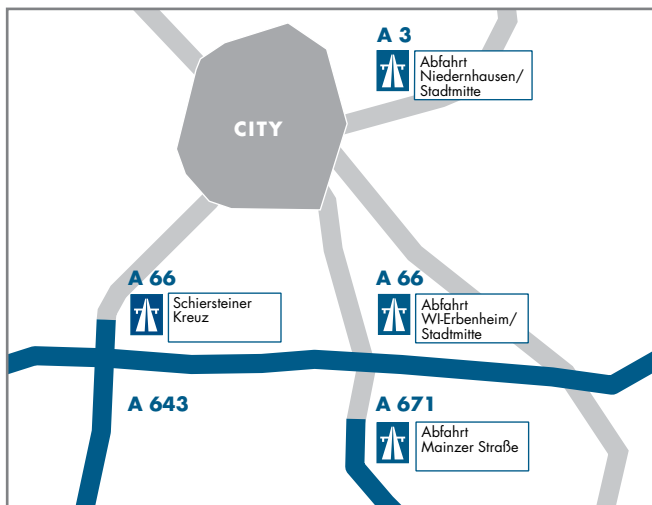 A 3
Abfahrt
Niedernhausen/
Stadtmitte
CITY
A 66
Schiersteiner
Kreuz
A 66
Abfahrt
WI-Erbenheim/
Stadtmitte
A 643
A 671
Abfahrt
Mainzer Straße